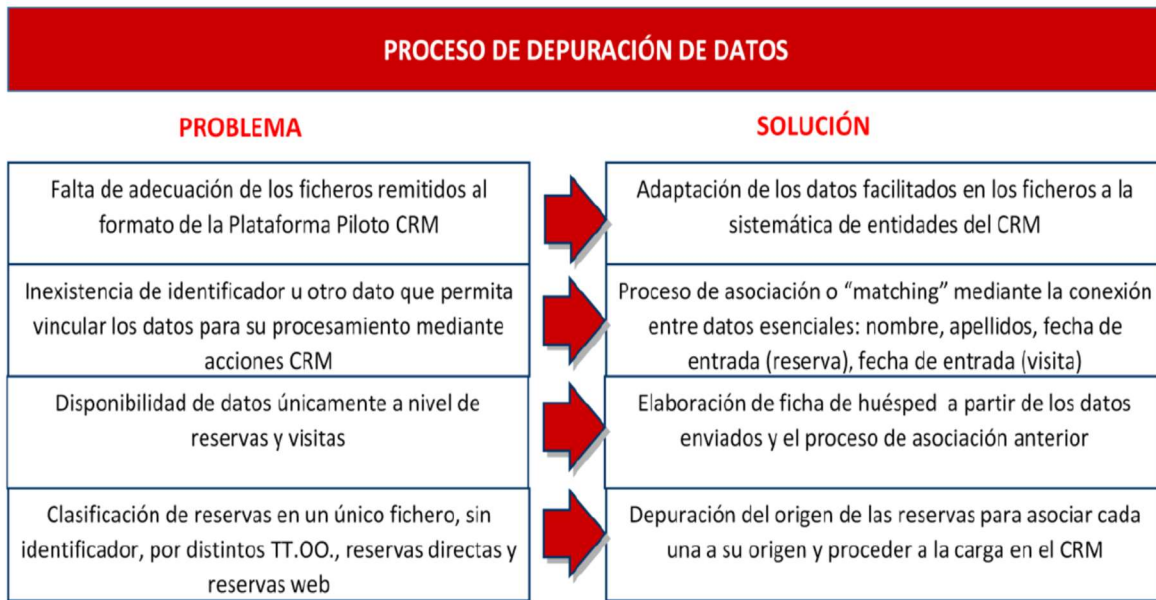 PROCESO DE DEPURACIÓN DE DATOS
PROBLEMA
SOLUCIÓN
Falta de adecuación de los ficheros remitidos al
formato de la Plataforma Piloto CRM
Adaptación de los datos facilitados en los ficheros a la
sistemática de entidades del CRM
Inexistencia de identificador u otro dato que permita
vincular los datos para su procesamiento mediante
acciones CRM
Proceso de asociación o “matching” mediante la conexión
entre datos esenciales: nombre, apellidos, fecha de
entrada (reserva), fecha de entrada (visita)
Disponibilidad de datos únicamente a nivel de
reservas y visitas
Elaboración de ficha de huésped a partir de los datos
enviados y el proceso de asociación anterior
Clasificación de reservas en un único fichero, sin
identificador, por distintos TT.OO., reservas directas y
reservas web
Depuración del origen de las reservas para asociar cada
una a su origen y proceder a la carga en el CRM